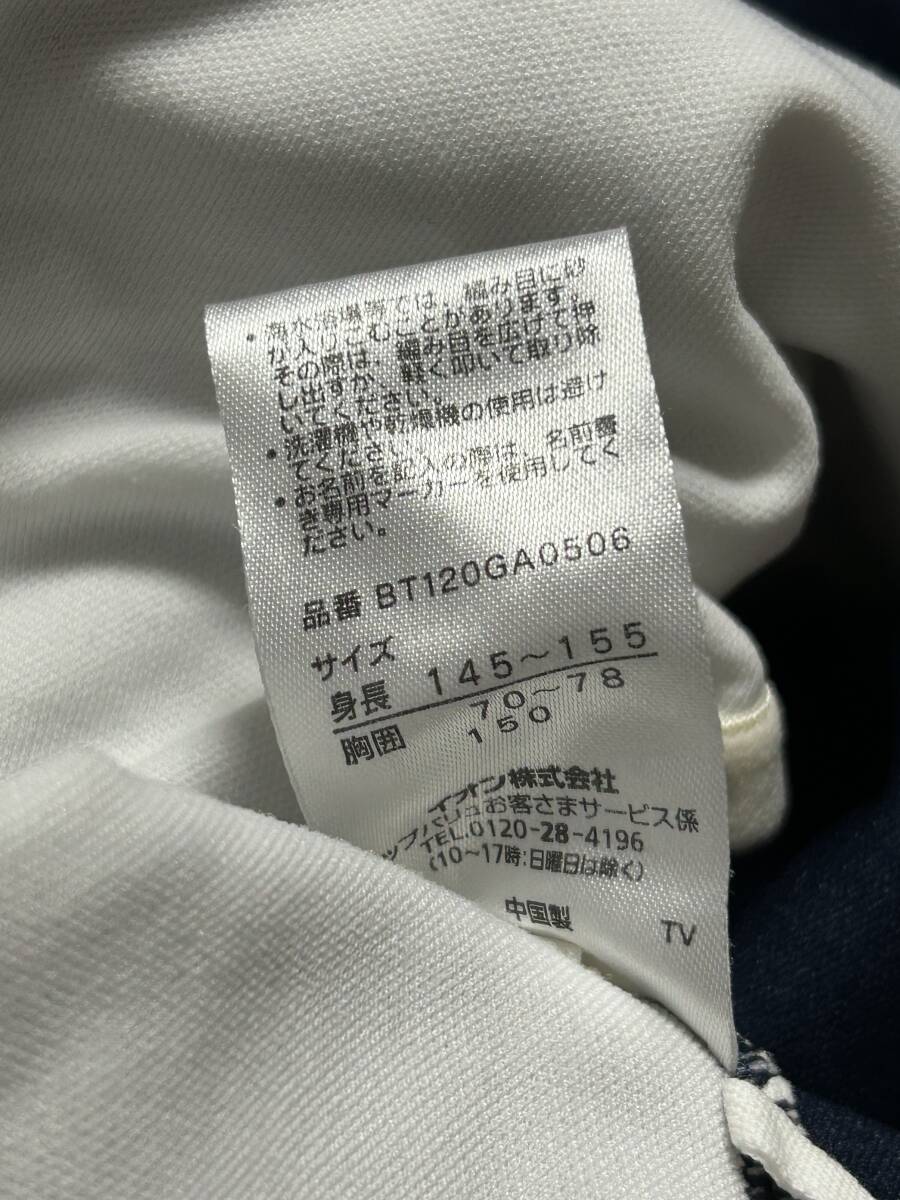 ・海水浴場等では、編み目に砂
が入りこむことがあります。
その際は、編み目を広げて押
し出すか、軽く叩いて取り除
いてください。
・洗濯機や乾燥機の使用は避け
てください。
・お名前を記入の際は、名前書
き専用マーカーを使用してく
ださい。
品番 BT120GA0506
サイズ
身長 145～155
胸囲 70～78
150
イオン株式会社
ップバリュお客さまサービス係
TEL.0120-28-4196
(10～17時:日曜日は除く)
中国製 TV